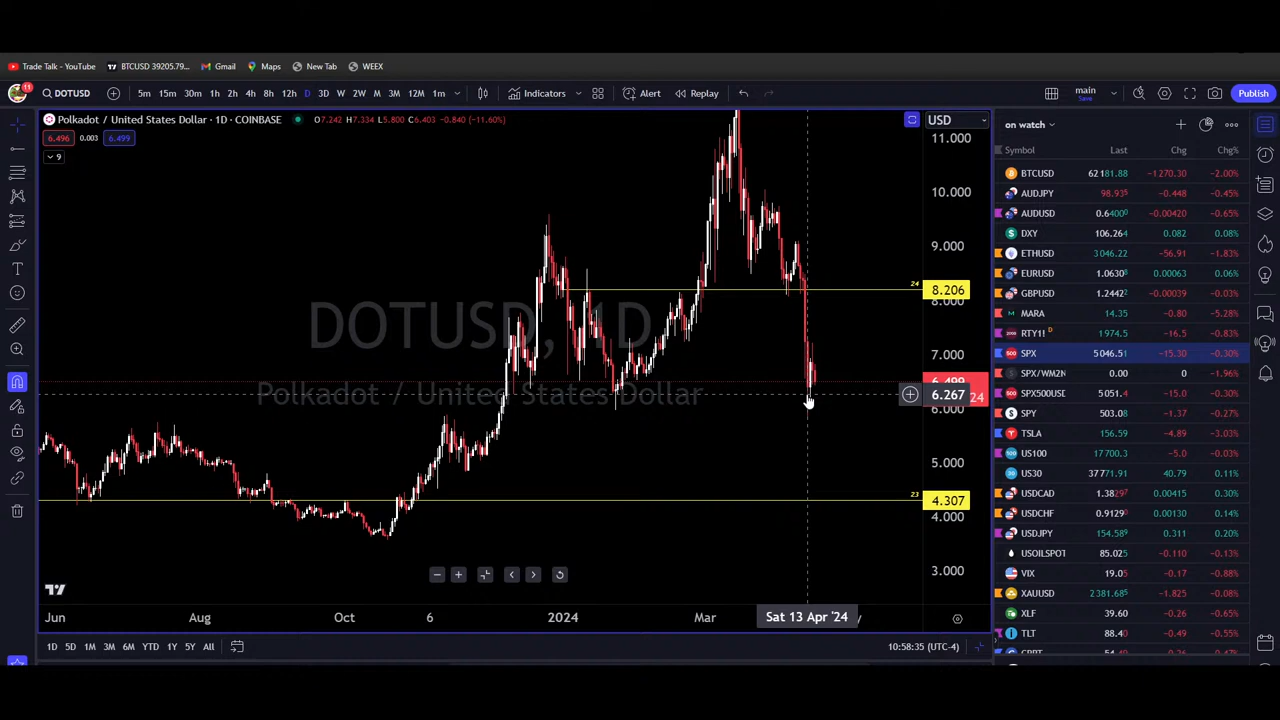 Trade Talk - YouTube BTCUSD 39205.79... Gmail Maps New Tab WEEX
11
DOTUSD 5m 15m 30m 1h 2h 4h 8h 12h D 3D W 2W M 3M 12M 1m Indicators Alert Replay main Save Publish
Polkadot / United States Dollar · 1D · COINBASE O7.242 H7.334 L5.800 C6.403 -0.840 (-11.60%)
6.496 0.003 6.499
9
USD
11.000
10.000
9.000
24 8.206
8.000
7.000
6.499
6.267 24
6.000
5.000
23 4.307
4.000
3.000
DOTUSD, 1D
Polkadot / United States Dollar
Jun Aug Oct 6 2024 Mar Sat 13 Apr '24
1D 5D 1M 3M 6M YTD 1Y 5Y All 10:58:35 (UTC-4)
on watch
Symbol Last Chg Chg%
BTCUSD 62181.88 -1270.30 -2.00%
AUDJPY 98.935 -0.448 -0.45%
AUDUSD 0.6400 -0.00420 -0.65%
DXY 106.264 0.082 0.08%
ETHUSD 3046.22 -56.91 -1.83%
EURUSD 1.0630 0.00063 0.06%
GBPUSD 1.2442 -0.00039 -0.03%
MARA 14.35 -0.80 -5.28%
RTY1! D 1974.5 -16.5 -0.83%
SPX 5046.51 -15.30 -0.30%
SPX/WM2N 0.00 0 -1.96%
SPX500USD 5051.4 -15.0 -0.30%
SPY 503.08 -1.37 -0.27%
TSLA 156.59 -4.89 -3.03%
US100 17700.3 -5.0 -0.03%
US30 37771.91 40.79 0.11%
USDCAD 1.3829 0.00415 0.30%
USDCHF 0.9129 0.00130 0.14%
USDJPY 154.589 0.311 0.20%
USOILSPOT 85.025 -0.110 -0.13%
VIX 19.05 -0.17 -0.88%
XAUUSD 2381.685 -1.825 -0.08%
XLF 39.60 -0.26 -0.65%
TLT 88.40 -0.49 -0.55%